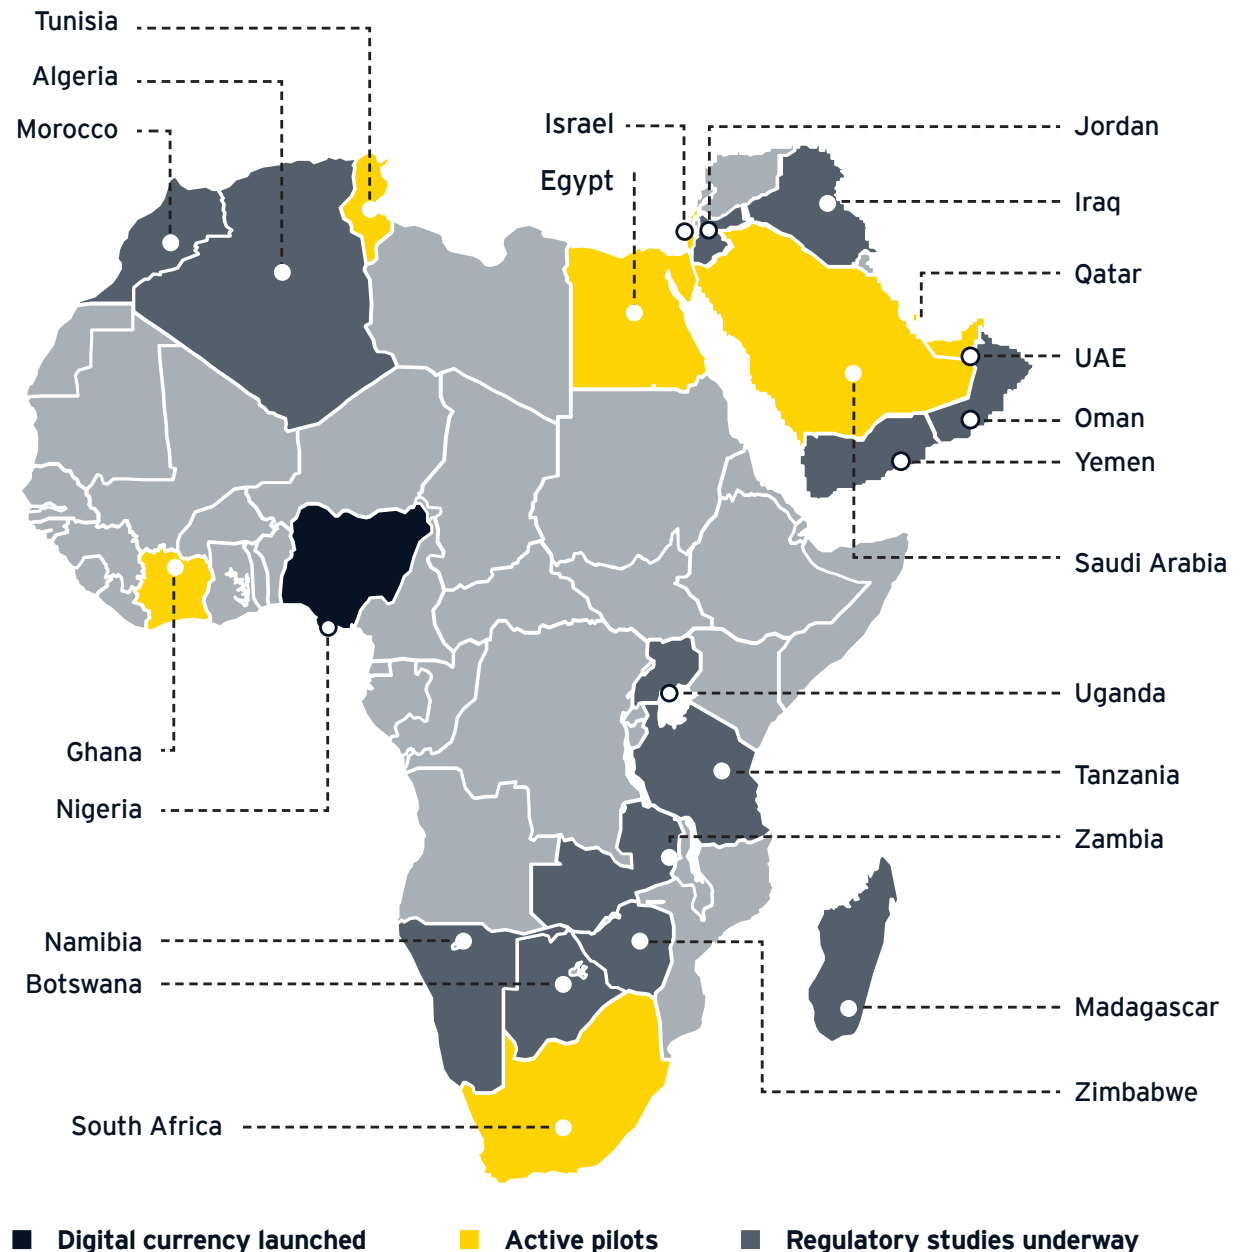 Tunisia
Algeria
Morocco
Israel
Egypt
Jordan
Iraq
Qatar
UAE
Oman
Yemen
Saudi Arabia
Ghana
Nigeria
Uganda
Tanzania
Zambia
Namibia
Botswana
Madagascar
Zimbabwe
South Africa
Digital currency launched
Active pilots
Regulatory studies underway